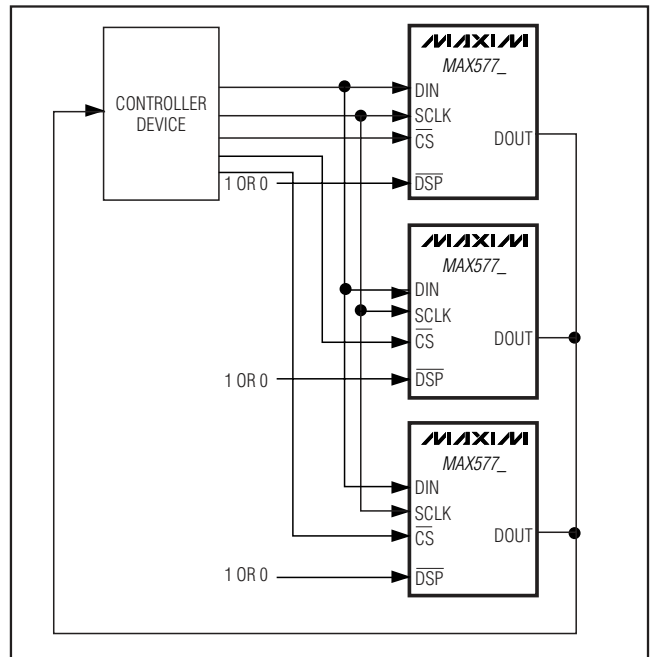 CONTROLLER
DEVICE
MAXIM
MAX577_
DIN
SCLK
CS
DOUT
1 OR 0
DSP
MAXIM
MAX577_
DIN
SCLK
CS
DOUT
1 OR 0
DSP
MAXIM
MAX577_
DIN
SCLK
CS
DOUT
1 OR 0
DSP